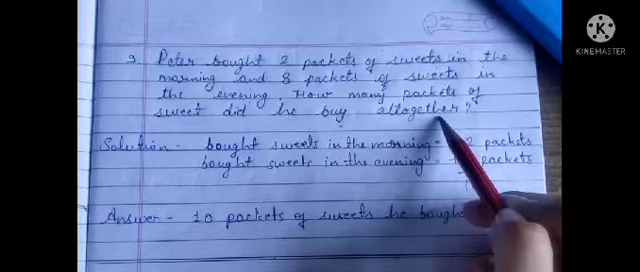 9. Peter bought 2 packets of sweets in the
morning and 8 packets of sweets in
the evening. How many packets of
sweet did he buy altogether?
Solution - bought sweets in the morning = 2 packets
bought sweets in the evening = + packets
Answer - 10 packets of sweets he bought
KINEMASTER